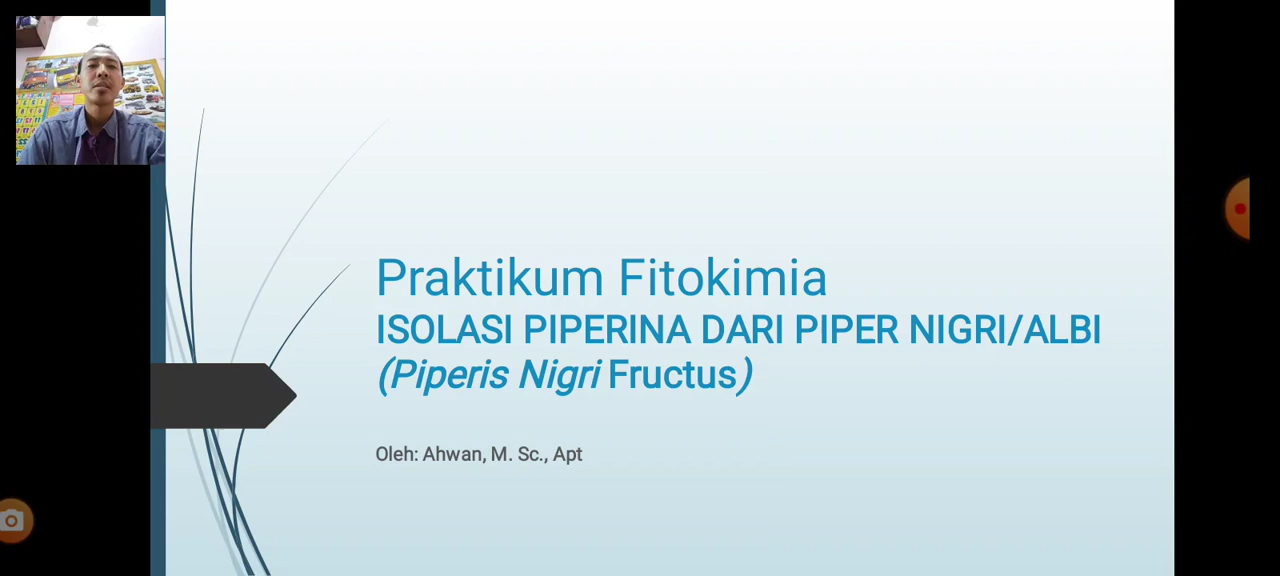 Praktikum Fitokimia
ISOLASI PIPERINA DARI PIPER NIGRI/ALBI
(Piperis Nigri Fructus)
Oleh: Ahwan, M. Sc., Apt